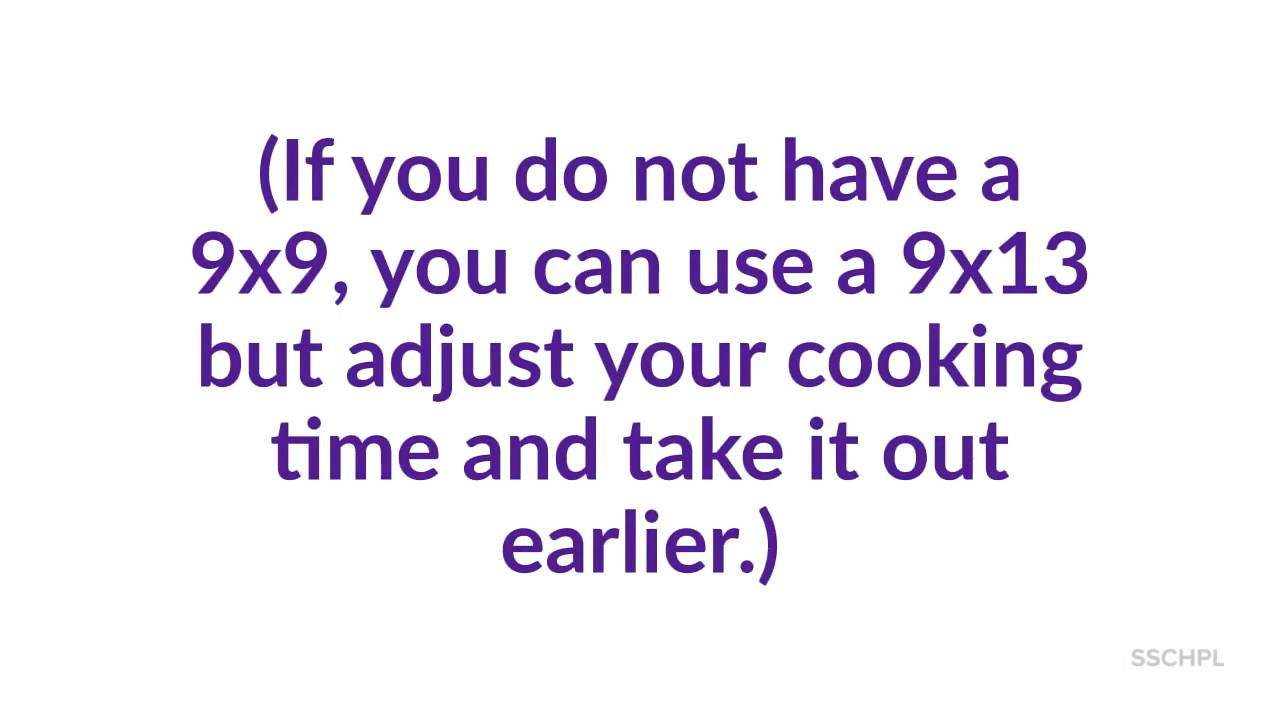 (If you do not have a
9x9, you can use a 9x13
but adjust your cooking
time and take it out
earlier.)
SSCHPL